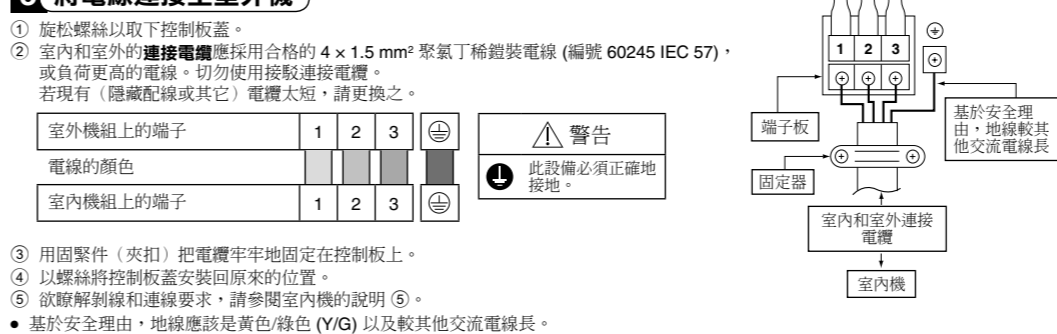 將電線連接至室外機
① 旋松螺絲以取下控制板蓋。
② 室內和室外的連接電纜應採用合格的 4 × 1.5 mm² 聚氯丁稀鎧裝電線 (編號 60245 IEC 57)，
或負荷更高的電線。切勿使用接駁連接電纜。
若現有（隱藏配線或其它）電纜太短，請更換之。
室外機組上的端子 1 2 3
電線的顏色
室內機組上的端子 1 2 3
警告
此設備必須正確地
接地。
③ 用固緊件（夾扣）把電纜牢牢地固定在控制板上。
④ 以螺絲將控制板蓋安裝回原來的位置。
⑤ 欲瞭解剝線和連線要求，請參閱室內機的說明 ⑤。
● 基於安全理由，地線應該是黃色/綠色 (Y/G) 以及較其他交流電線長。
1 2 3
端子板
固定器
基於安全理
由，地線較其
他交流電線長
室內和室外連接
電纜
室內機